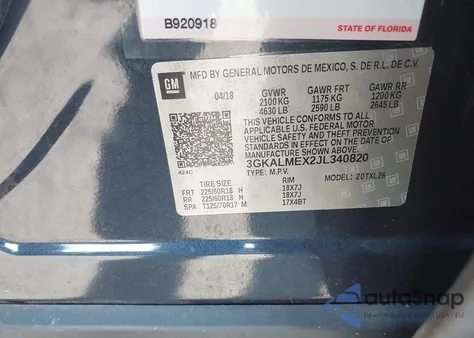 B920918
STATE OF FLORIDA
GM
MFD BY GENERAL MOTORS DE MEXICO, S. DE R.L. DE C.V.
04/18 GVWR GAWR FRT GAWR RR
2100 KG 1175 KG 1200 KG
4630 LB 2590 LB 2645 LB
THIS VEHICLE CONFORMS TO ALL
APPLICABLE U.S. FEDERAL MOTOR
VEHICLE SAFETY AND BUMPER
STANDARDS IN EFFECT ON THE DATE OF
MANUFACTURE SHOWN ABOVE.
3GKALMEX2JL340820
424C
TYPE: M.P.V. MODEL: 20TXL26
TIRE SIZE RIM
FRT 225/60R18 H 18X7J
RR 225/60R18 H 18X7J
SPA T125/70R17 M 17X4BT
autoSnap